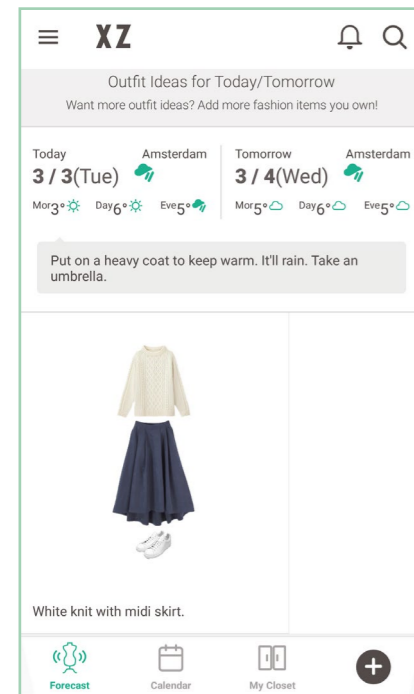 XZ
Outfit Ideas for Today/Tomorrow
Want more outfit ideas? Add more fashion items you own!
Today Amsterdam
3 / 3(Tue)
Mor3° Day6° Eve5°
Tomorrow Amsterdam
3 / 4(Wed)
Mor5° Day6° Eve5°
Put on a heavy coat to keep warm. It'll rain. Take an
umbrella.
White knit with midi skirt.
Forecast
Calendar
My Closet